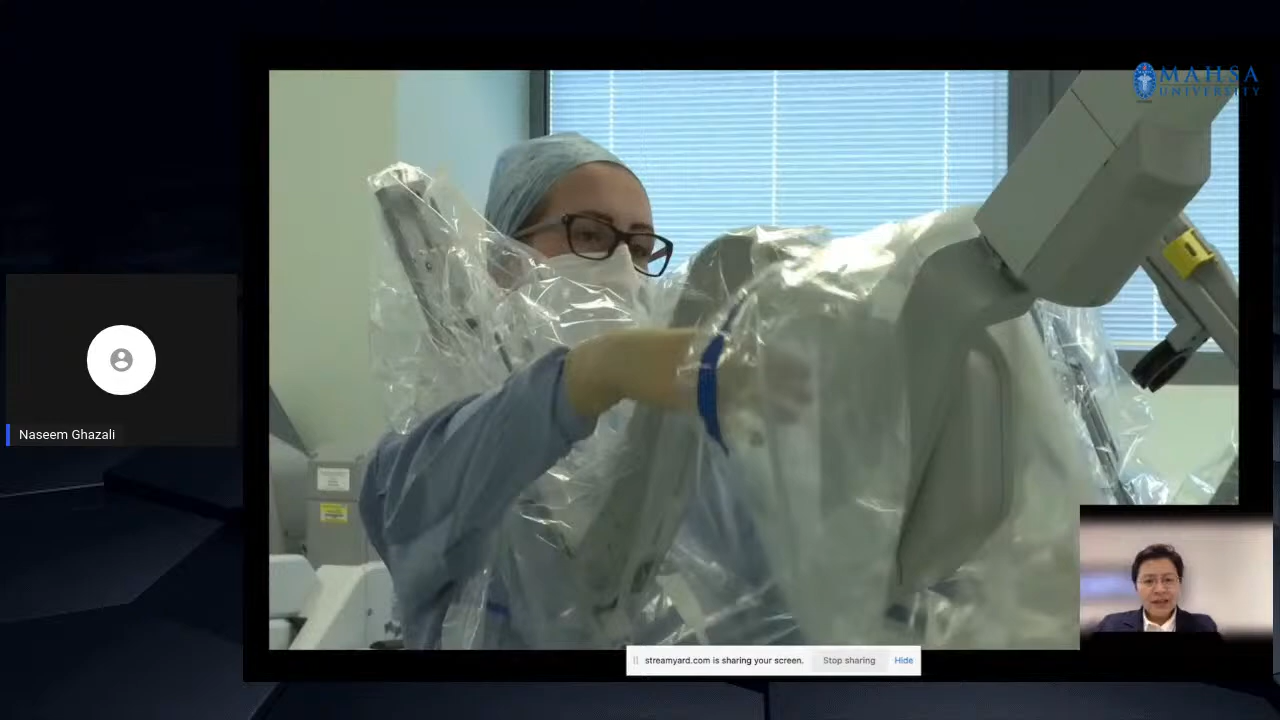 MAHSA
UNIVERSITY
Naseem Ghazali
streamyard.com is sharing your screen.
Stop sharing
Hide